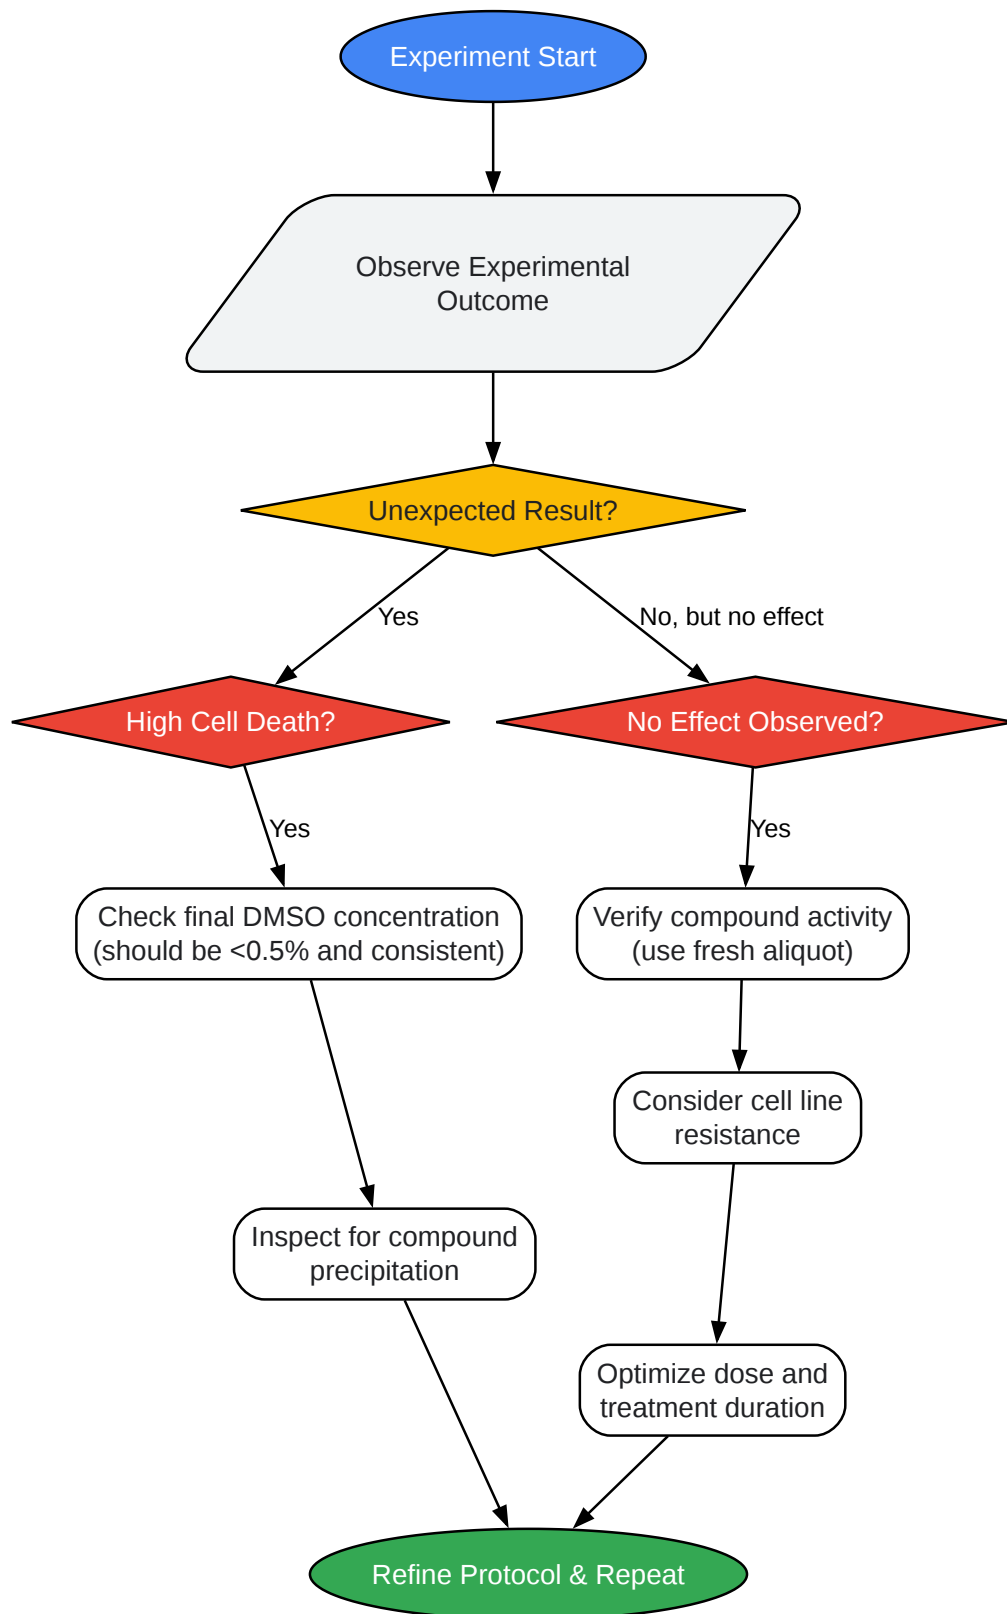 Experiment Start
Observe Experimental
Outcome
Unexpected Result?
Yes
No, but no effect
High Cell Death?
No Effect Observed?
Yes
Yes
Check final DMSO concentration
(should be <0.5% and consistent)
Verify compound activity
(use fresh aliquot)
Consider cell line
resistance
Inspect for compound
precipitation
Optimize dose and
treatment duration
Refine Protocol & Repeat